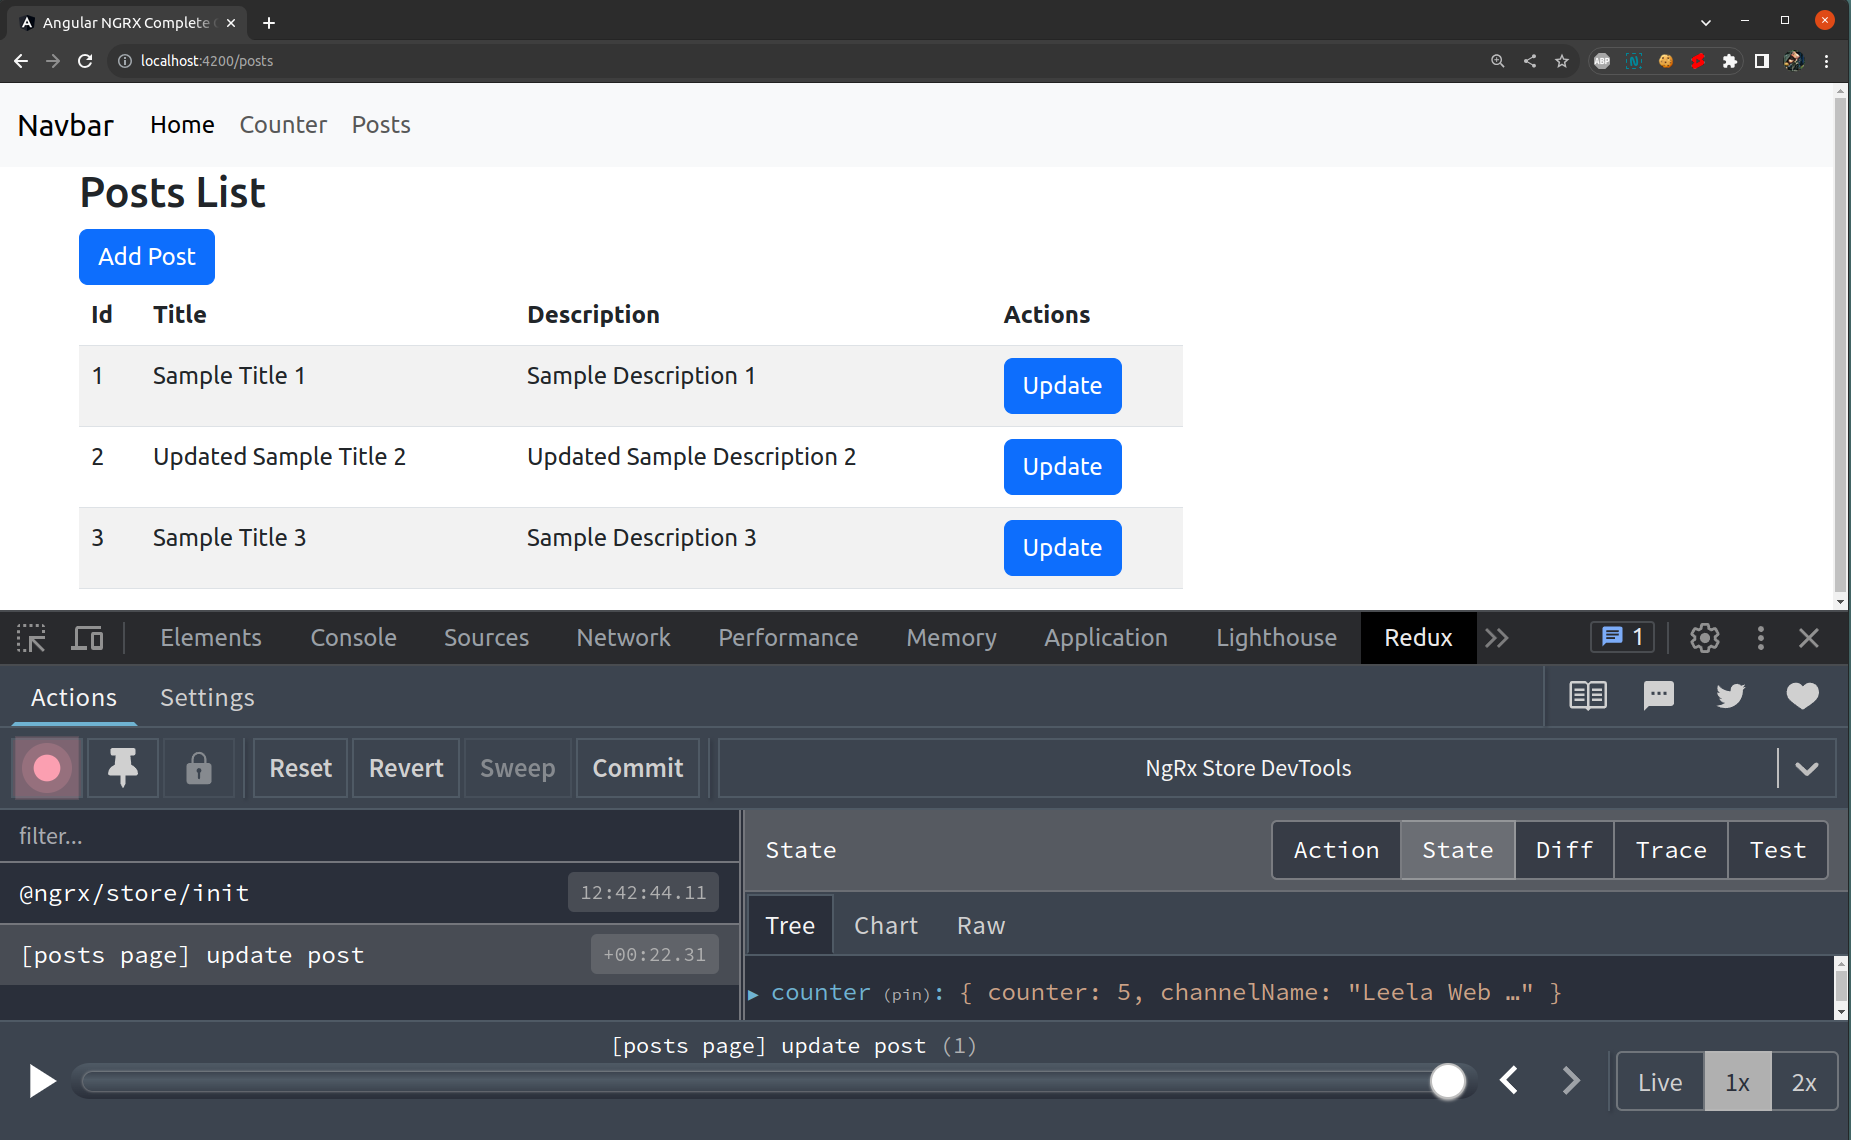 Angular NGRX Complete
localhost:4200/posts
ABP
N
Navbar Home Counter Posts
Posts List
Add Post
Id Title Description Actions
1 Sample Title 1 Sample Description 1 Update
2 Updated Sample Title 2 Updated Sample Description 2 Update
3 Sample Title 3 Sample Description 3 Update
Elements Console Sources Network Performance Memory Application Lighthouse Redux 1
Actions Settings
Reset Revert Sweep Commit NgRx Store DevTools
filter...
State Action State Diff Trace Test
@ngrx/store/init 12:42:44.11
Tree Chart Raw
[posts page] update post +00:22.31
counter (pin): { counter: 5, channelName: "Leela Web …" }
[posts page] update post (1)
Live 1x 2x